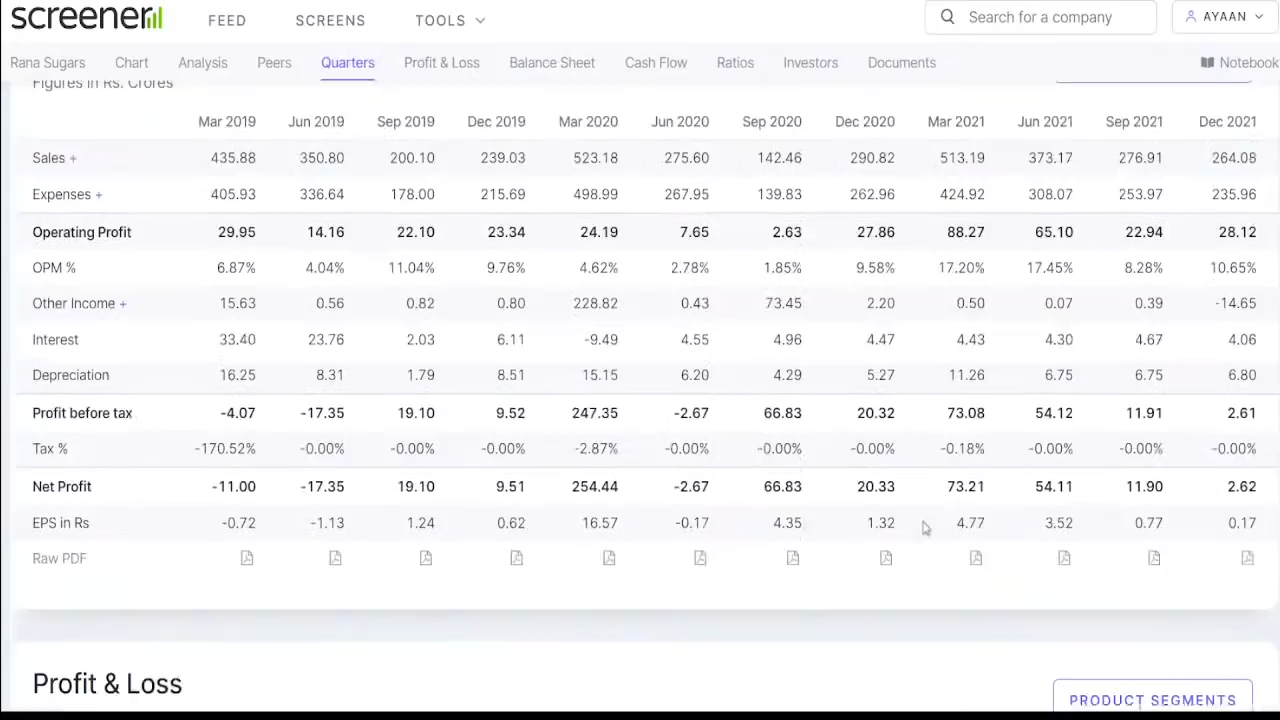 screener FEED SCREENS TOOLS Search for a company AYAAN
Rana Sugars Chart Analysis Peers Quarters Profit & Loss Balance Sheet Cash Flow Ratios Investors Documents Notebook
Figures in Rs. Crores
Mar 2019 Jun 2019 Sep 2019 Dec 2019 Mar 2020 Jun 2020 Sep 2020 Dec 2020 Mar 2021 Jun 2021 Sep 2021 Dec 2021
Sales + 435.88 350.80 200.10 239.03 523.18 275.60 142.46 290.82 513.19 373.17 276.91 264.08
Expenses + 405.93 336.64 178.00 215.69 498.99 267.95 139.83 262.96 424.92 308.07 253.97 235.96
Operating Profit 29.95 14.16 22.10 23.34 24.19 7.65 2.63 27.86 88.27 65.10 22.94 28.12
OPM % 6.87% 4.04% 11.04% 9.76% 4.62% 2.78% 1.85% 9.58% 17.20% 17.45% 8.28% 10.65%
Other Income + 15.63 0.56 0.82 0.80 228.82 0.43 73.45 2.20 0.50 0.07 0.39 -14.65
Interest 33.40 23.76 2.03 6.11 -9.49 4.55 4.96 4.47 4.43 4.30 4.67 4.06
Depreciation 16.25 8.31 1.79 8.51 15.15 6.20 4.29 5.27 11.26 6.75 6.75 6.80
Profit before tax -4.07 -17.35 19.10 9.52 247.35 -2.67 66.83 20.32 73.08 54.12 11.91 2.61
Tax % -170.52% -0.00% -0.00% -0.00% -2.87% -0.00% -0.00% -0.00% -0.18% -0.00% -0.00% -0.00%
Net Profit -11.00 -17.35 19.10 9.51 254.44 -2.67 66.83 20.33 73.21 54.11 11.90 2.62
EPS in Rs -0.72 -1.13 1.24 0.62 16.57 -0.17 4.35 1.32 4.77 3.52 0.77 0.17
Raw PDF
Profit & Loss
PRODUCT SEGMENTS